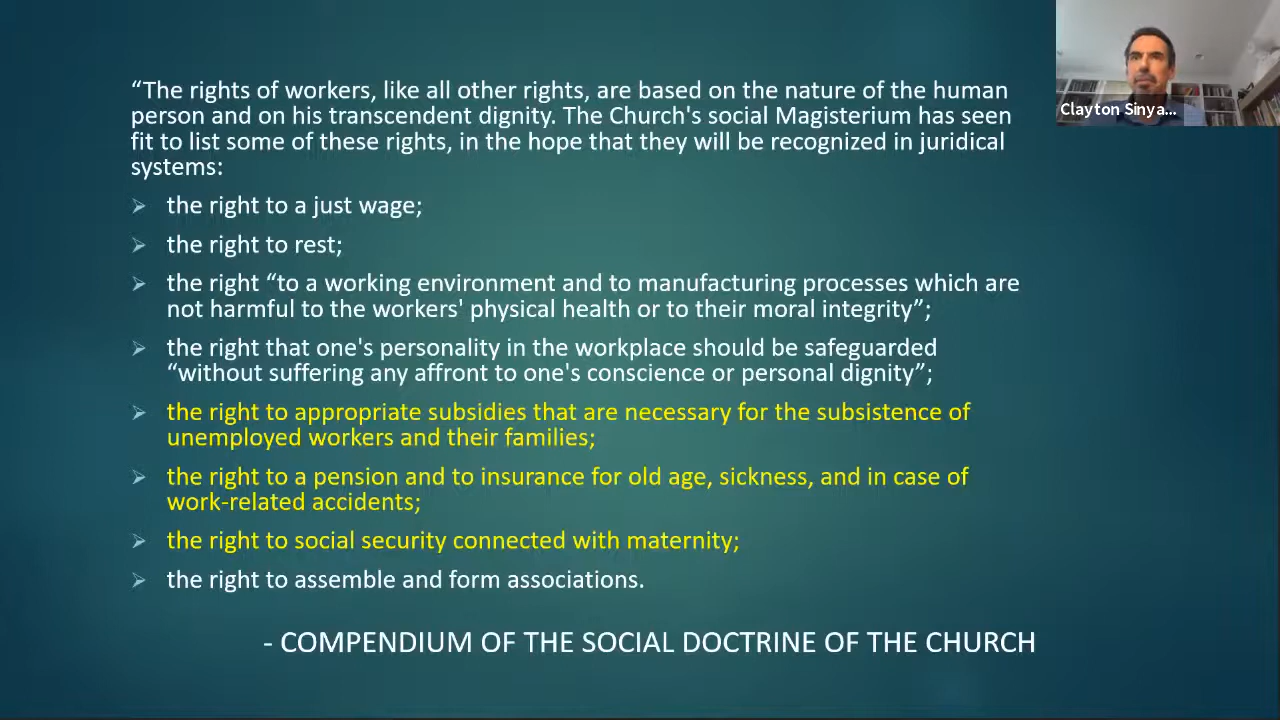 “The rights of workers, like all other rights, are based on the nature of the human
person and on his transcendent dignity. The Church's social Magisterium has seen
fit to list some of these rights, in the hope that they will be recognized in juridical
systems:
the right to a just wage;
the right to rest;
the right “to a working environment and to manufacturing processes which are
not harmful to the workers' physical health or to their moral integrity”;
the right that one's personality in the workplace should be safeguarded
“without suffering any affront to one's conscience or personal dignity”;
the right to appropriate subsidies that are necessary for the subsistence of
unemployed workers and their families;
the right to a pension and to insurance for old age, sickness, and in case of
work-related accidents;
the right to social security connected with maternity;
the right to assemble and form associations.
- COMPENDIUM OF THE SOCIAL DOCTRINE OF THE CHURCH
Clayton Sinya...